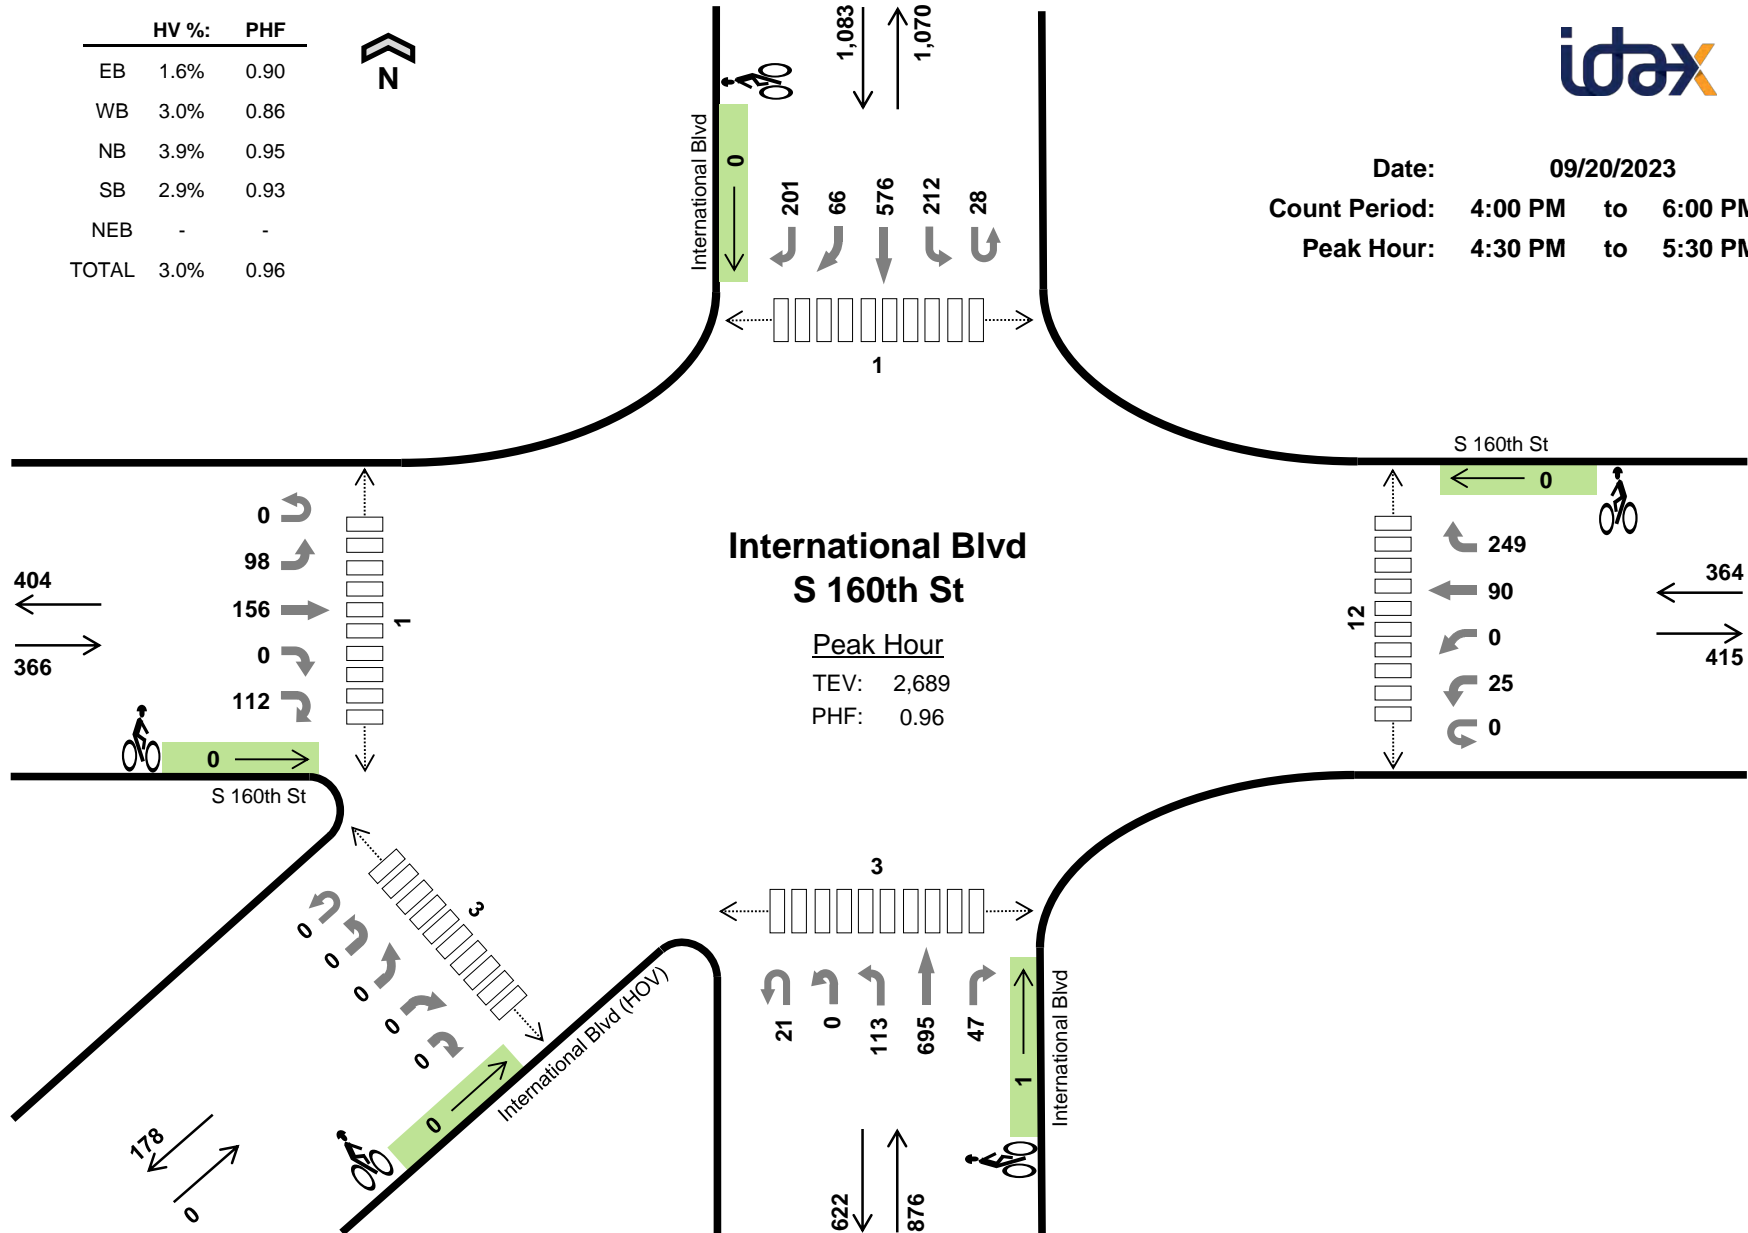 HV %: PHF
EB 1.6% 0.90
WB 3.0% 0.86
NB 3.9% 0.95
SB 2.9% 0.93
NEB - -
TOTAL 3.0% 0.96
N
1,083
1,070
idax
Date: 09/20/2023
Count Period: 4:00 PM to 6:00 PM
Peak Hour: 4:30 PM to 5:30 PM
International Blvd
0
201 66 576 212 28
1
S 160th St
0
249
90
0
25
0
12
364
415
0
98
156
0
112
1
404
366
0
S 160th St
International Blvd
S 160th St
Peak Hour
TEV: 2,689
PHF: 0.96
3
0
0
0
0
0
0
International Blvd (HOV)
178
0
3
21 0 113 695 47
1
International Blvd
622
876